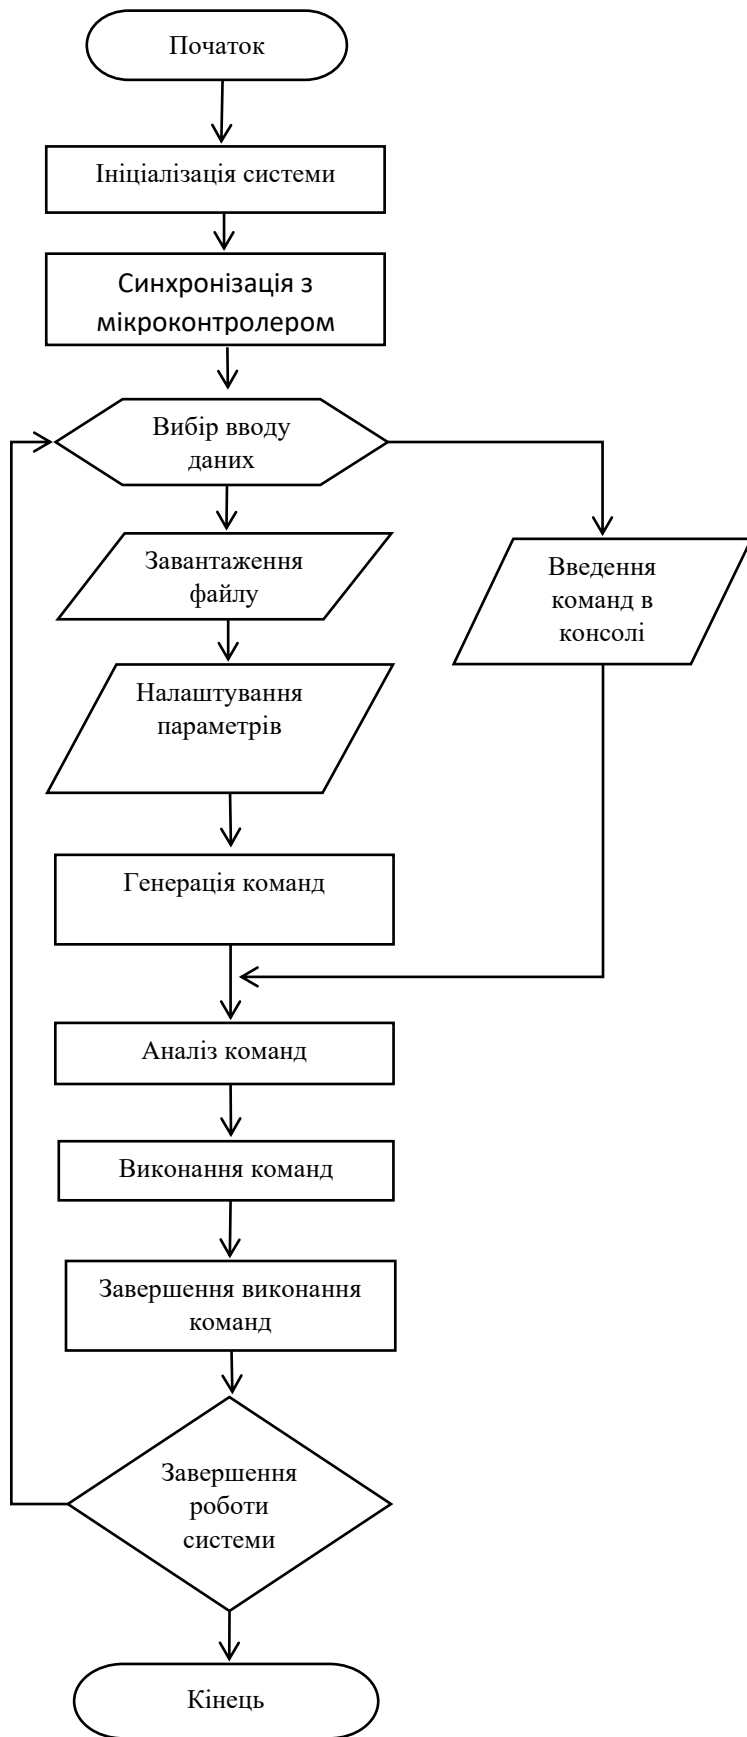 Початок
Ініціалізація системи
Синхронізація з
мікроконтролером
Вибір вводу
даних
Завантаження
файлу
Введення
команд в
консолі
Налаштування
параметрів
Генерація команд
Аналіз команд
Виконання команд
Завершення виконання
команд
Завершення
роботи
системи
Кінець